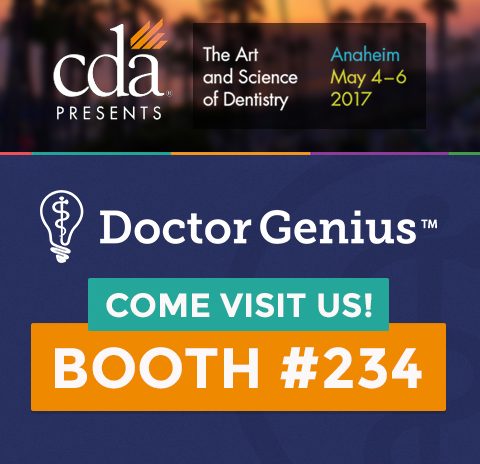 cda®
PRESENTS
The Art
and Science
of Dentistry
Anaheim
May 4–6
2017
Doctor Genius™
COME VISIT US!
BOOTH #234